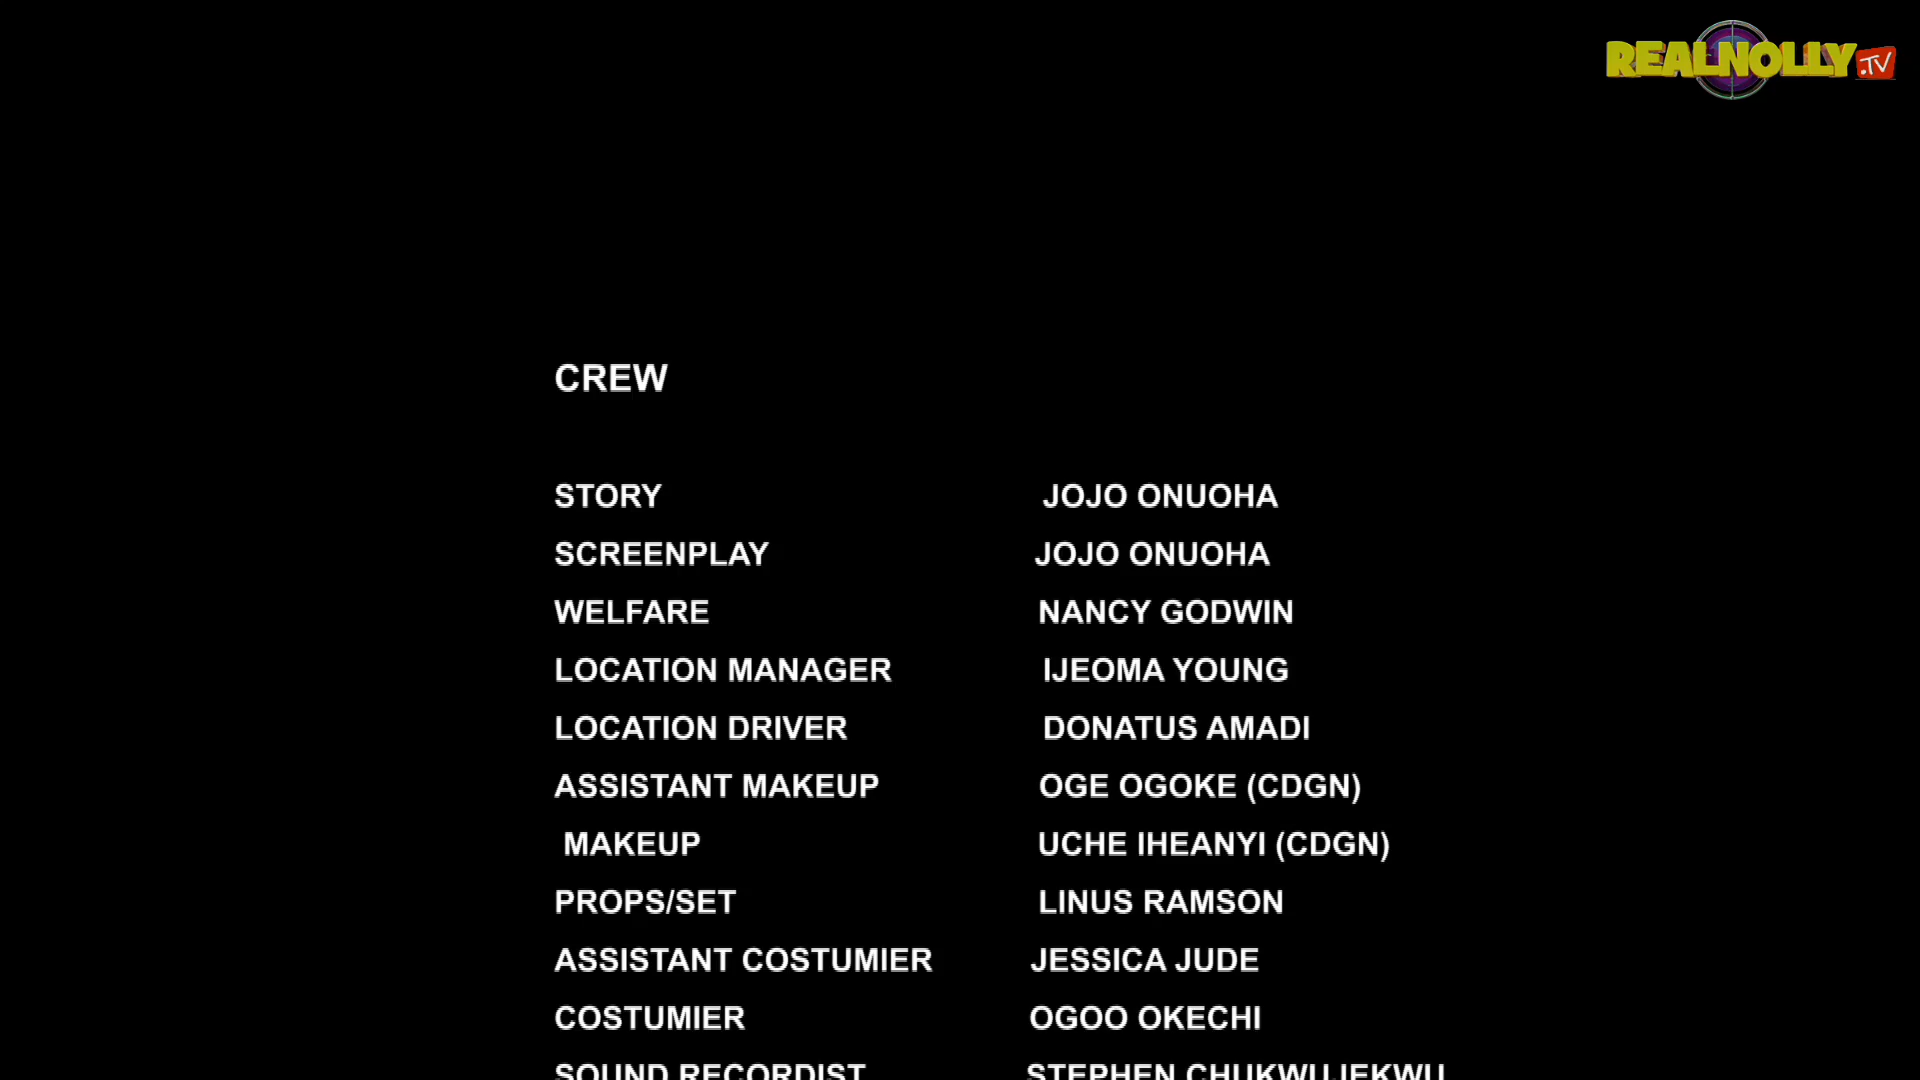 REALNOLLY.TV
CREW
STORY JOJO ONUOHA
SCREENPLAY JOJO ONUOHA
WELFARE NANCY GODWIN
LOCATION MANAGER IJEOMA YOUNG
LOCATION DRIVER DONATUS AMADI
ASSISTANT MAKEUP OGE OGOKE (CDGN)
MAKEUP UCHE IHEANYI (CDGN)
PROPS/SET LINUS RAMSON
ASSISTANT COSTUMIER JESSICA JUDE
COSTUMIER OGOO OKECHI
SOUND RECORDIST STEPHEN CHUKWUJEKWU